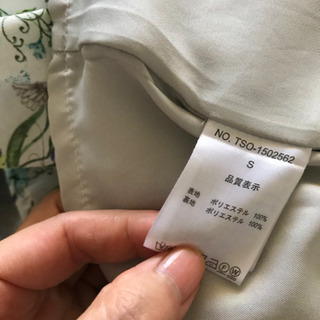 NO. TSO-1502562
S
品質表示
表地 ポリエステル 100%
裏地 ポリエステル 100%
P W